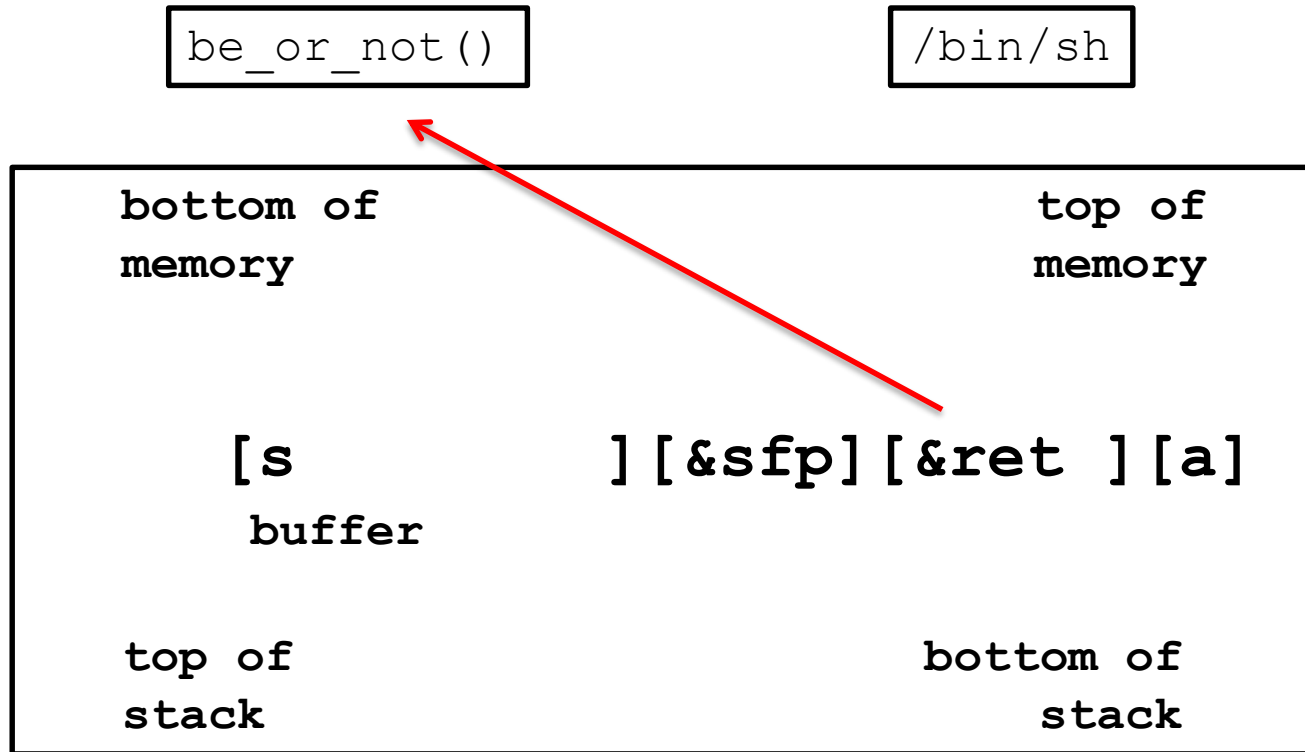 be_or_not() /bin/sh
bottom of top of
memory memory
[s ][&sfp][&ret ][a]
buffer
top of bottom of
stack stack